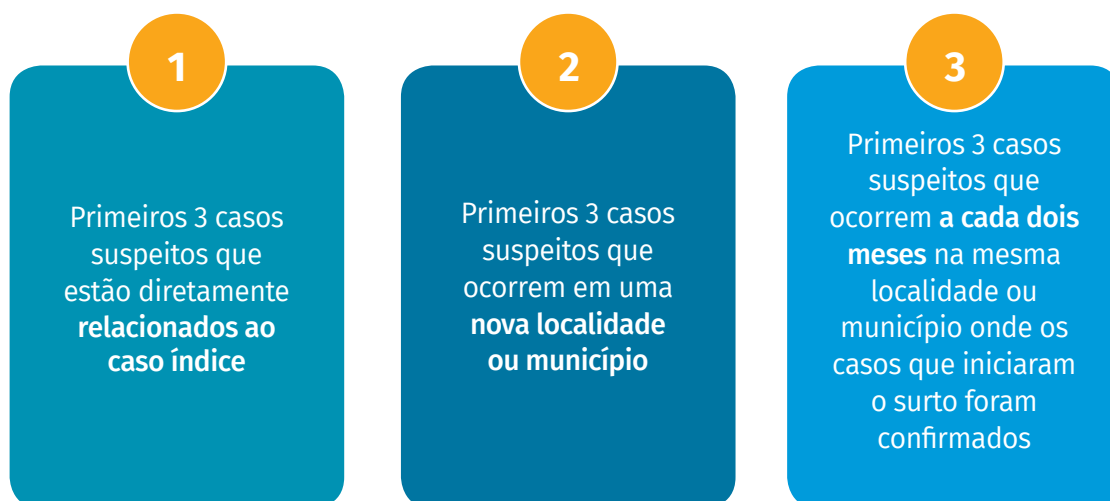 1
Primeiros 3 casos
suspeitos que
estão diretamente
relacionados ao
caso índice
2
Primeiros 3 casos
suspeitos que
ocorrem em uma
nova localidade
ou município
3
Primeiros 3 casos
suspeitos que
ocorrem a cada dois
meses na mesma
localidade ou
município onde os
casos que iniciaram
o surto foram
confirmados